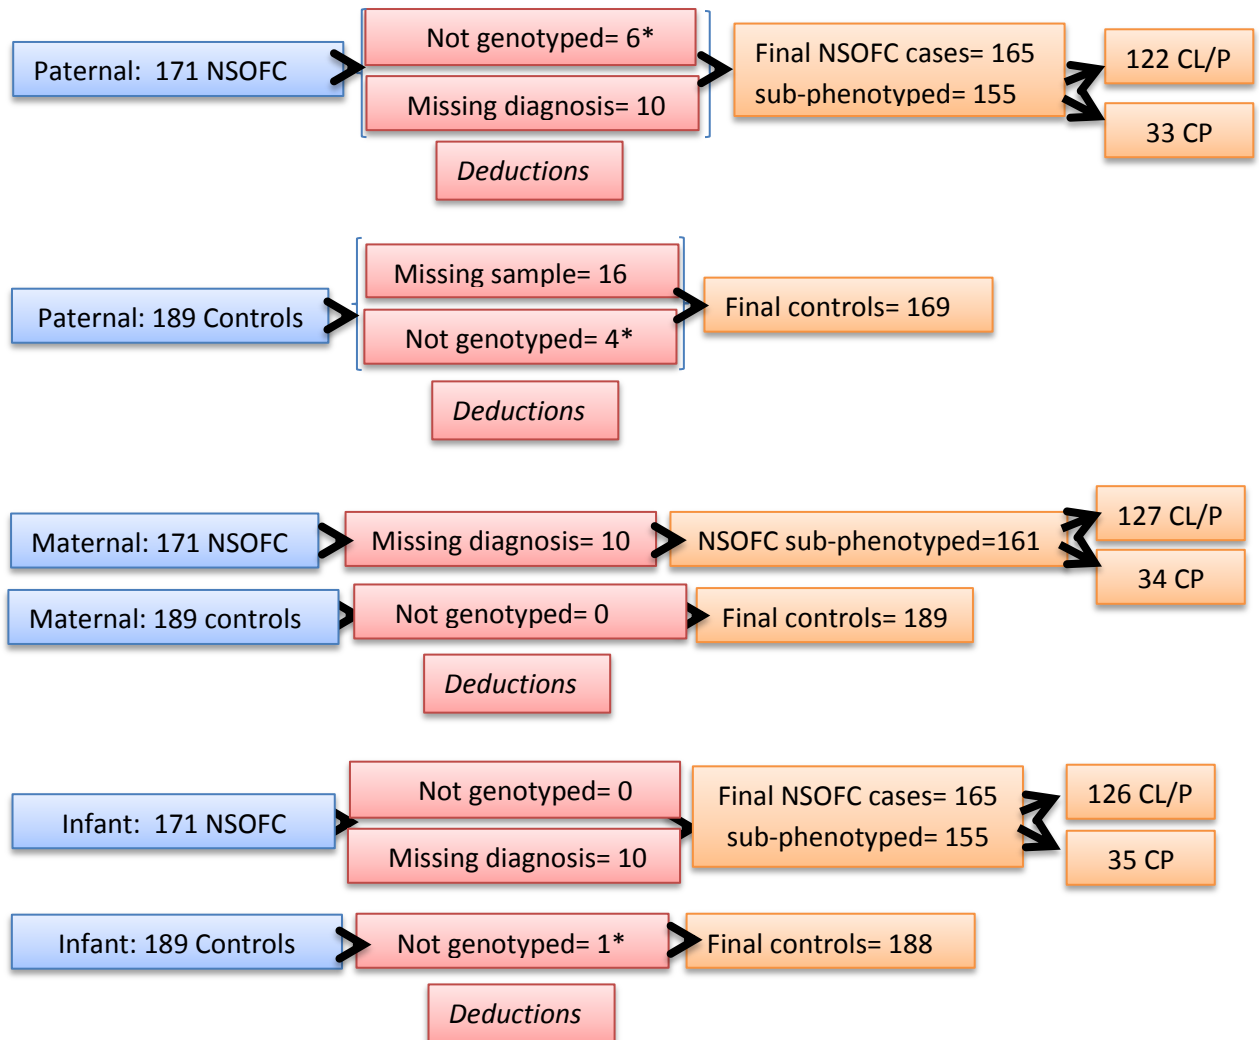 Paternal: 171 NSOFC
Not genotyped= 6*
Missing diagnosis= 10
Deductions
Final NSOFC cases= 165
sub-phenotyped= 155
122 CL/P
33 CP
Paternal: 189 Controls
Missing sample= 16
Not genotyped= 4*
Deductions
Final controls= 169
Maternal: 171 NSOFC
Missing diagnosis= 10
NSOFC sub-phenotyped=161
127 CL/P
34 CP
Maternal: 189 controls
Not genotyped= 0
Final controls= 189
Deductions
Infant: 171 NSOFC
Not genotyped= 0
Missing diagnosis= 10
Final NSOFC cases= 165
sub-phenotyped= 155
126 CL/P
35 CP
Infant: 189 Controls
Not genotyped= 1*
Final controls= 188
Deductions